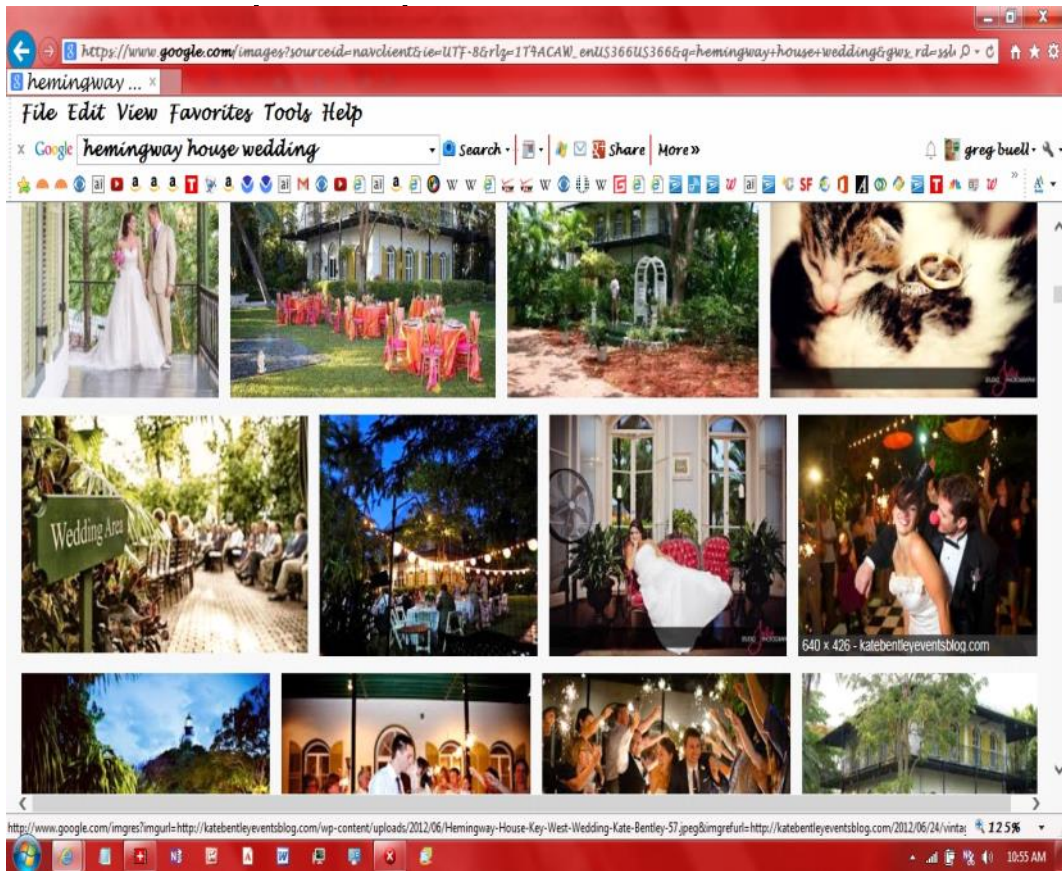 https://www.google.com/images?sourceid=navclient&ie=UTF-8&rlz=1T4ACAW_enUS366US366&q=hemingway+house+wedding&gws_rd=ssl
hemingway ...
File Edit View Favorites Tools Help
x Google hemingway house wedding Search Share More » greg buell
Wedding Area
640 × 426 - katebentleyeventsblog.com
http://www.google.com/imgres?imgurl=http://katebentleyeventsblog.com/wp-content/uploads/2012/06/Hemingway-House-Key-West-Wedding-Kate-Bentley-57.jpeg&imgrefurl=http://katebentleyeventsblog.com/2012/06/24/vintag 125%
10:55 AM